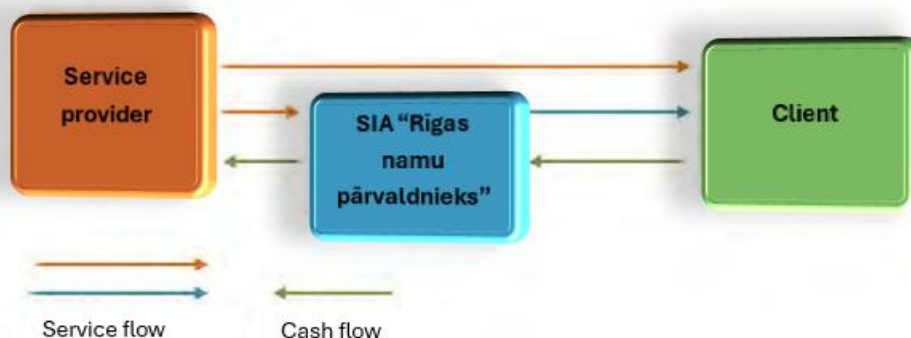 Service
provider
SIA “Rīgas
namu
pārvaldnieks”
Client
Service flow
Cash flow